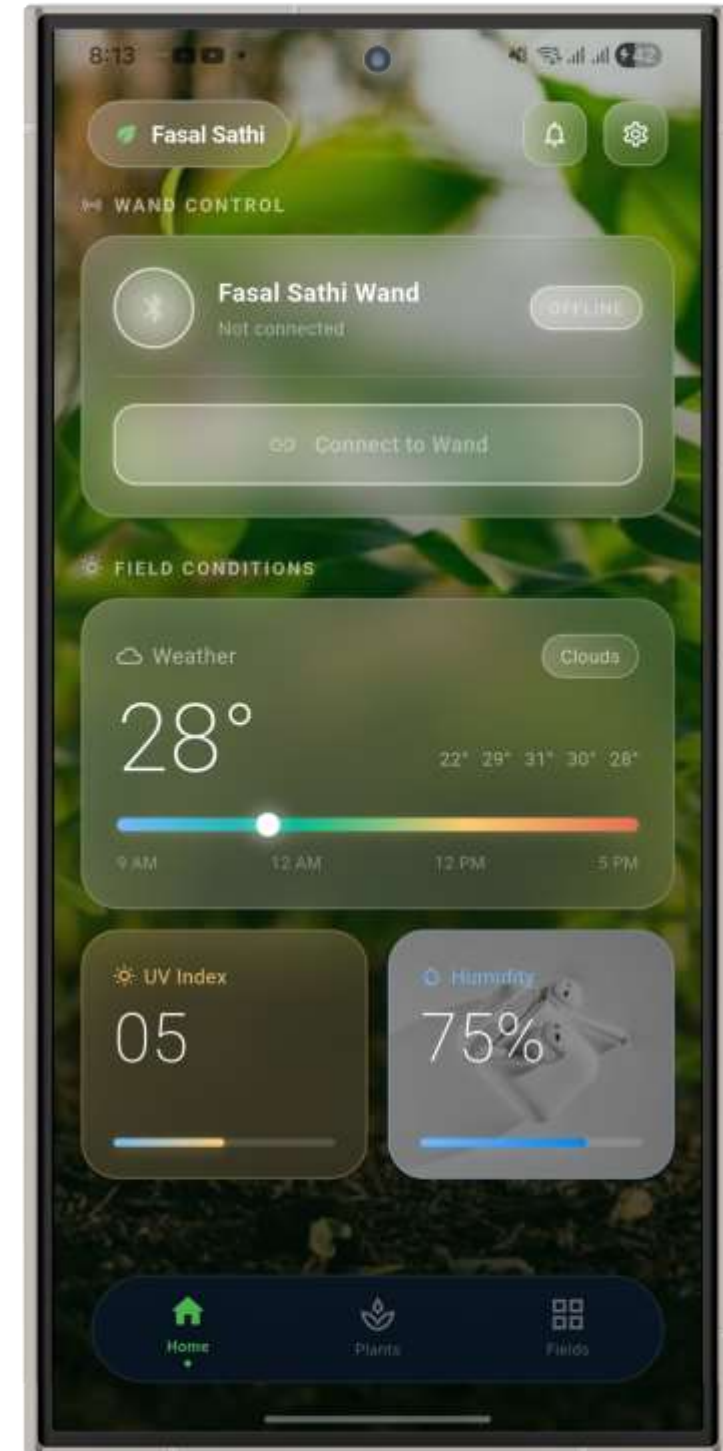 8:13
Fasal Sathi
WAND CONTROL
Fasal Sathi Wand
Not connected
OFFLINE
Connect to Wand
FIELD CONDITIONS
Weather
Clouds
28°
22° 29° 31° 30° 28°
9 AM 12 AM 12 PM 5 PM
UV Index
05
Humidity
75%
Home
Plants
Fields